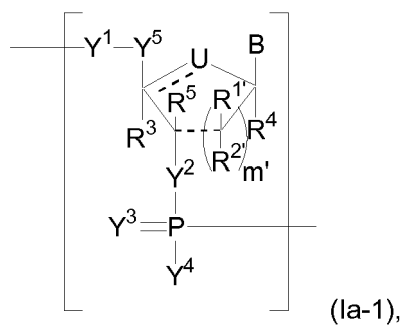 Y¹ Y⁵ U B
R⁵ R¹'
R³ R²' R⁴
Y² m'
Y³ P
Y⁴
(Ia-1),